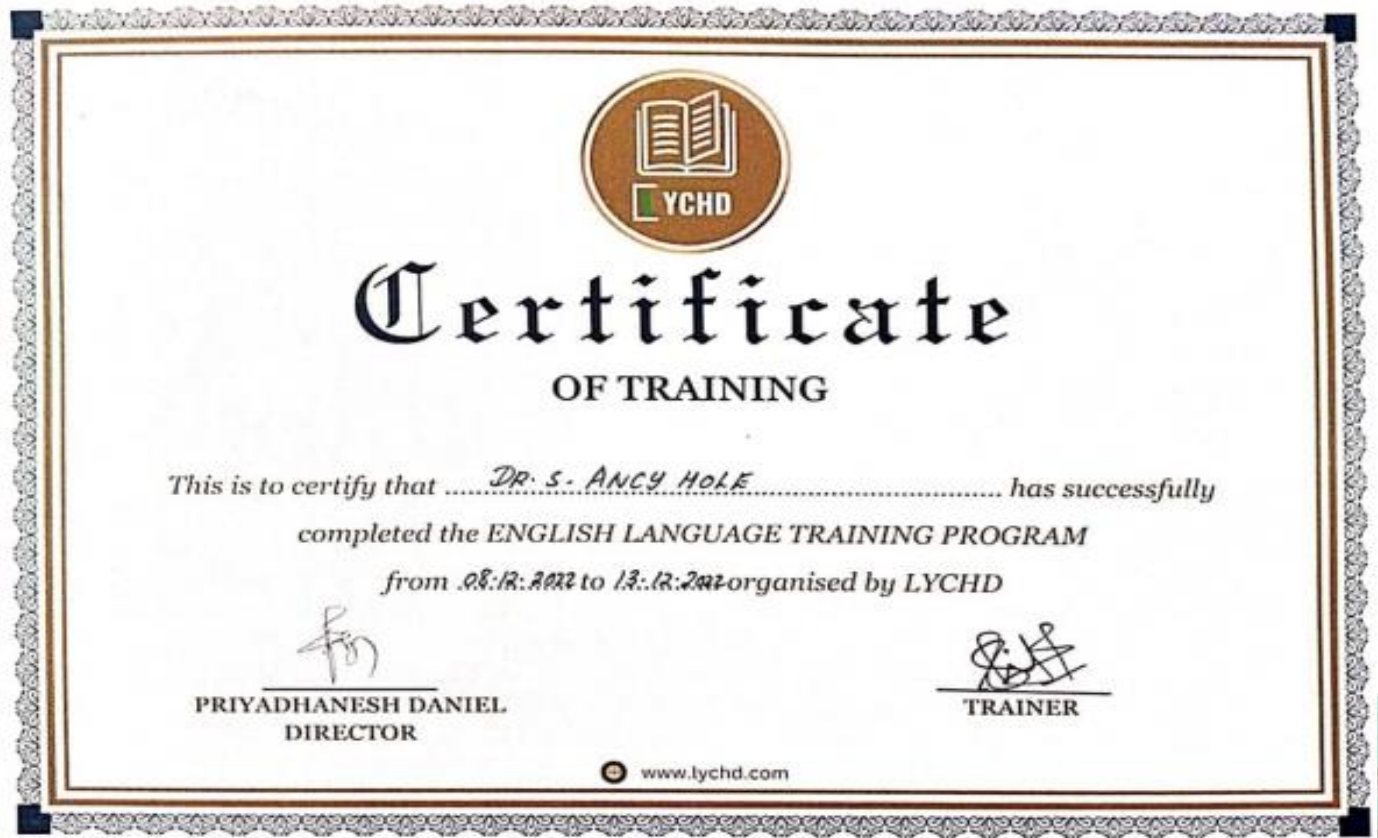 LYCHD
Certificate
OF TRAINING
This is to certify that ..... DR. S. ANCY HOLE ..... has successfully
completed the ENGLISH LANGUAGE TRAINING PROGRAM
from 08:12:2022 to 13:12:2022 organised by LYCHD
PRIYADHANESH DANIEL
DIRECTOR
TRAINER
www.lychd.com